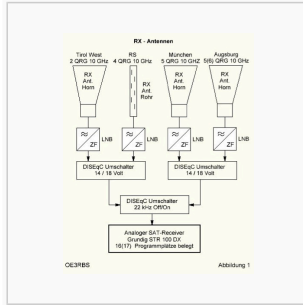 RX - Antennen
Tirol West
2 QRG 10 GHz
RS
4 QRG 10 GHz
München
5 QRG 10 GHZ
Augsburg
5(6) QRG 10 GHz
RX
Ant.
Horn
RX
Ant.
Rohr
RX
Ant.
Horn
RX
Ant.
Horn
≈
ZF
LNB
≈
ZF
LNB
≈
ZF
LNB
≈
ZF
LNB
DISEqC Umschalter
14 / 18 Volt
DISEqC Umschalter
14 / 18 Volt
DISEqC Umschalter
22 kHz Off/On
Analoger SAT-Receiver
Grundig STR 100 DX
16(17) Programmplätze belegt
OE3RBS
Abbildung 1